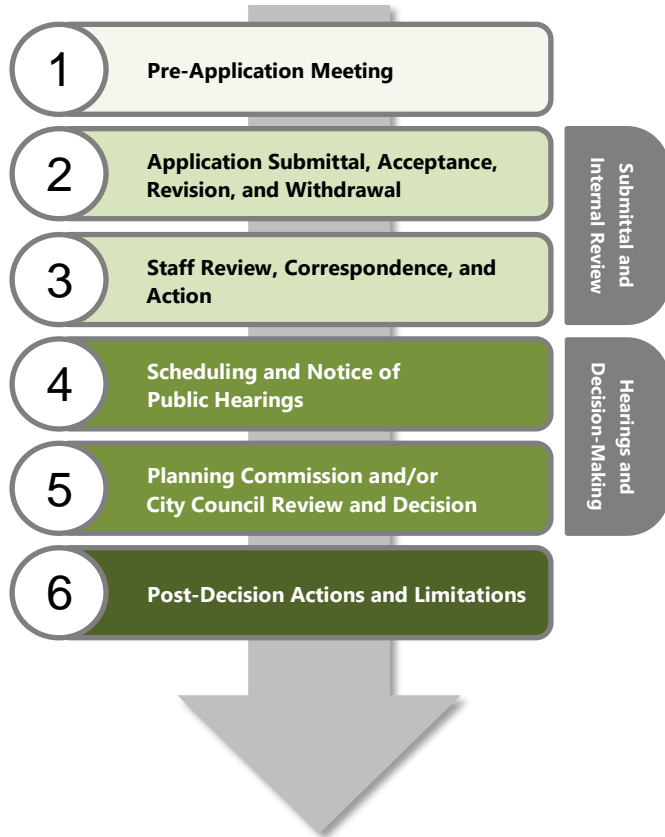 1
Pre-Application Meeting
2
Application Submittal, Acceptance,
Revision, and Withdrawal
3
Staff Review, Correspondence, and
Action
Submittal and
Internal Review
4
Scheduling and Notice of
Public Hearings
5
Planning Commission and/or
City Council Review and Decision
Hearings and
Decision-Making
6
Post-Decision Actions and Limitations